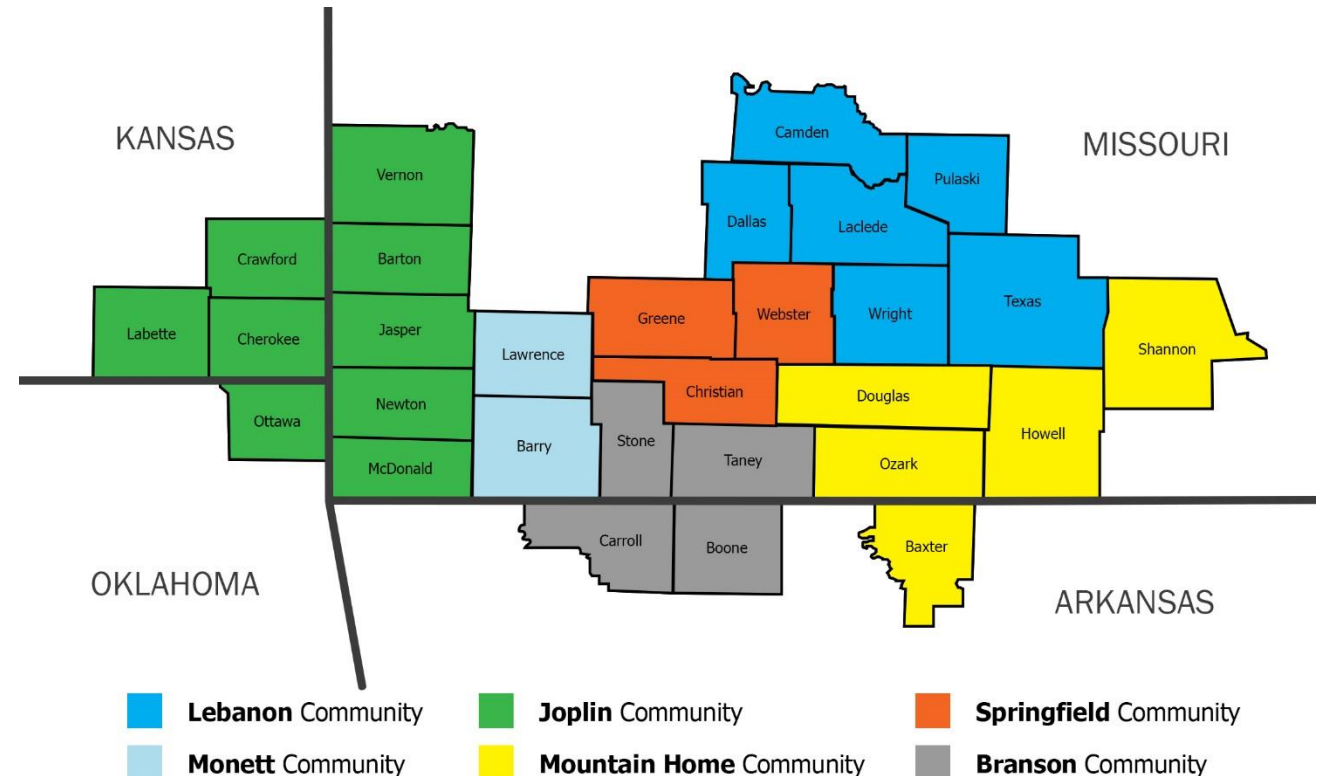 KANSAS
MISSOURI
Camden
Pulaski
Vernon
Dallas
Laclede
Crawford
Barton
Texas
Labette
Cherokee
Jasper
Lawrence
Greene
Webster
Wright
Shannon
Ottawa
Newton
Christian
Douglas
McDonald
Barry
Stone
Taney
Ozark
Howell
Carroll
Boone
Baxter
OKLAHOMA
ARKANSAS
Lebanon Community
Joplin Community
Springfield Community
Monett Community
Mountain Home Community
Branson Community